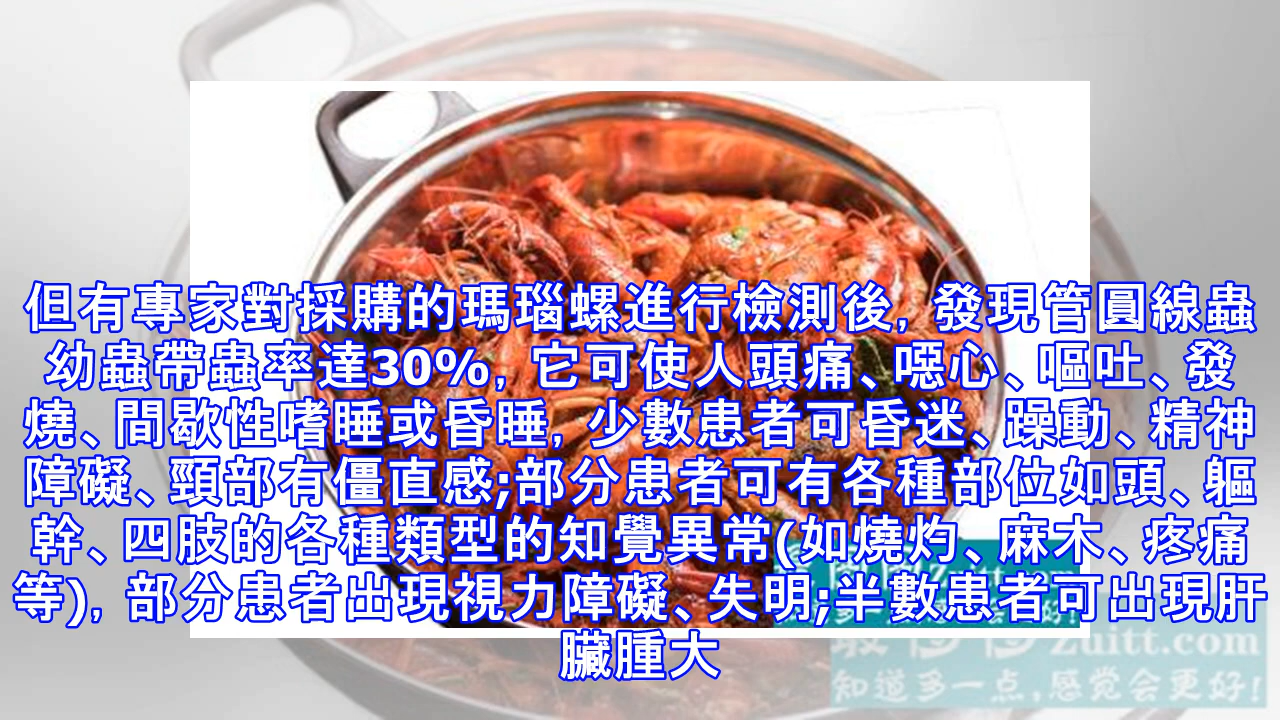 但有專家對採購的瑪瑙螺進行檢測後, 發現管圓線蟲
幼蟲帶蟲率達30%, 它可使人頭痛、噁心、嘔吐、發
燒、間歇性嗜睡或昏睡, 少數患者可昏迷、躁動、精神
障礙、頸部有僵直感;部分患者可有各種部位如頭、軀
幹、四肢的各種類型的知覺異常(如燒灼、麻木、疼痛
等), 部分患者出現視力障礙、失明;半數患者可出現肝
臟腫大
zuitt.com
知道多一点,感觉会更好!